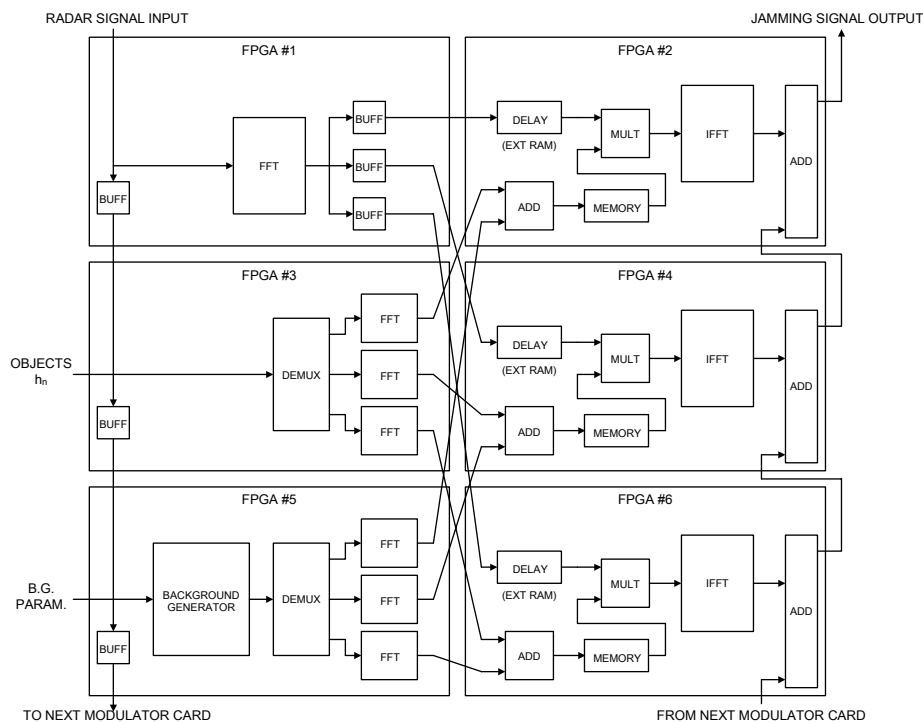 RADAR SIGNAL INPUT
JAMMING SIGNAL OUTPUT
FPGA #1
BUFF
FFT
BUFF
BUFF
BUFF
FPGA #2
DELAY
(EXT RAM)
MULT
IFFT
ADD
ADD
MEMORY
FPGA #3
OBJECTS
hn
BUFF
DEMUX
FFT
FFT
FFT
FPGA #4
DELAY
(EXT RAM)
MULT
IFFT
ADD
ADD
MEMORY
FPGA #5
B.G.
PARAM.
BUFF
BACKGROUND
GENERATOR
DEMUX
FFT
FFT
FFT
FPGA #6
DELAY
(EXT RAM)
MULT
IFFT
ADD
ADD
MEMORY
TO NEXT MODULATOR CARD
FROM NEXT MODULATOR CARD